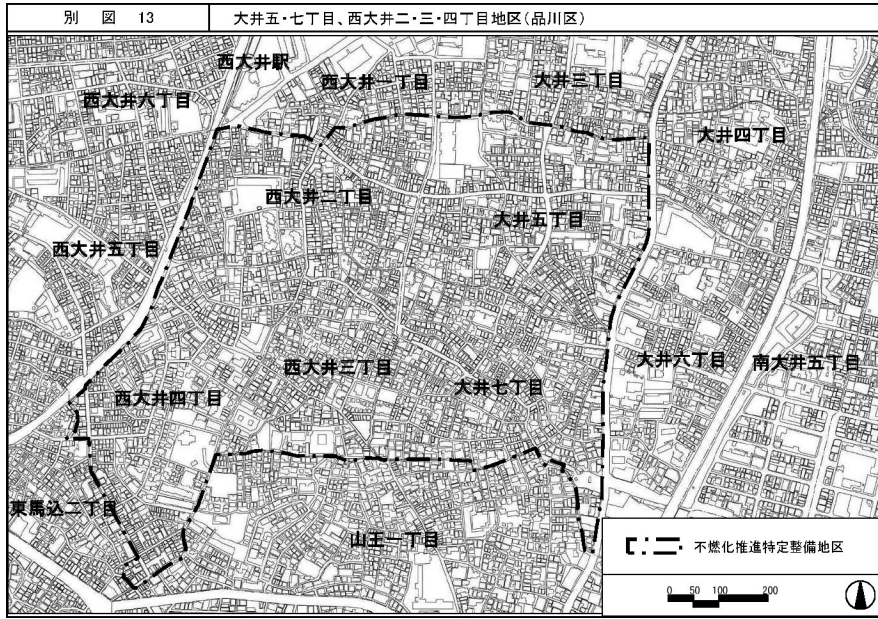 別 図 13
大井五・七丁目、西大井二・三・四丁目地区(品川区)
西大井駅
西大井一丁目
大井三丁目
西大井六丁目
大井四丁目
西大井二丁目
大井五丁目
西大井五丁目
西大井三丁目
大井六丁目
南大井五丁目
大井七丁目
西大井四丁目
東馬込二丁目
山王一丁目
不燃化推進特定整備地区
0 50 100 200